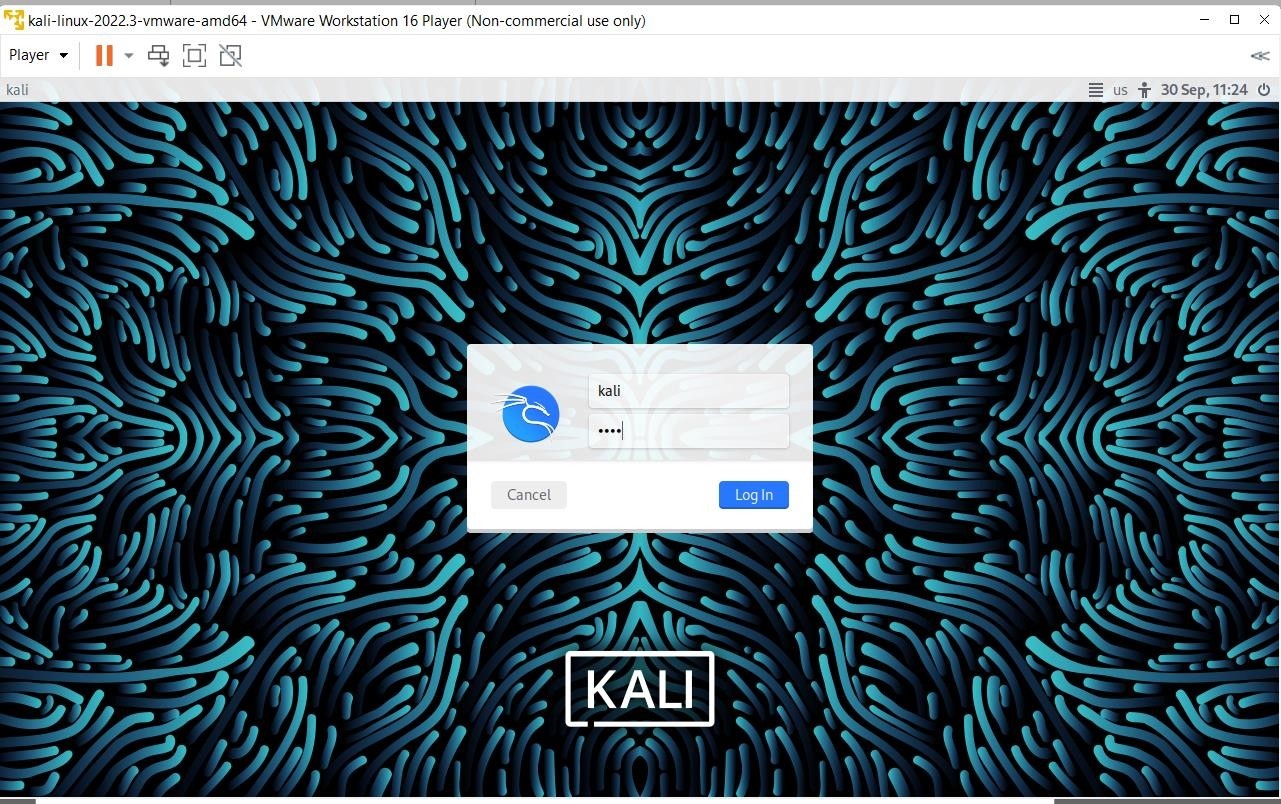 kali-linux-2022.3-vmware-amd64 - VMware Workstation 16 Player (Non-commercial use only)
Player
kali us 30 Sep, 11:24
kali
••••
Cancel Log In
KALI